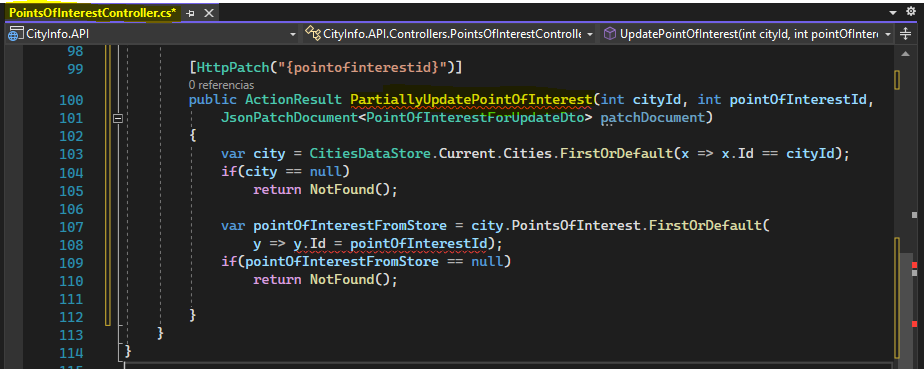 PointsOfInterestController.cs*
CityInfo.API CityInfo.API.Controllers.PointsOfInterestControlle UpdatePointOfInterest(int cityId, int pointOfInter
98
99 [HttpPatch("{pointofinterestid}")]
0 referencias
100 public ActionResult PartiallyUpdatePointOfInterest(int cityId, int pointOfInterestId,
101 JsonPatchDocument<PointOfInterestForUpdateDto> patchDocument)
102 {
103 var city = CitiesDataStore.Current.Cities.FirstOrDefault(x => x.Id == cityId);
104 if(city == null)
105 return NotFound();
106
107 var pointOfInterestFromStore = city.PointsOfInterest.FirstOrDefault(
108 y => y.Id = pointOfInterestId);
109 if(pointOfInterestFromStore == null)
110 return NotFound();
111
112 }
113 }
114 }